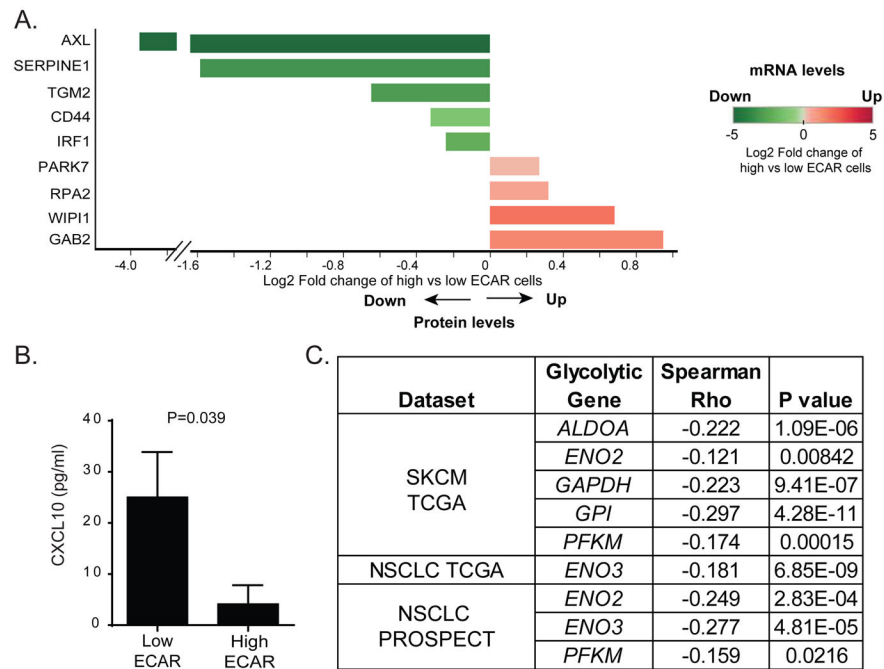 A.
AXL
SERPINE1
TGM2
CD44
IRF1
PARK7
RPA2
WIPI1
GAB2
-4.0 -1.6 -1.2 -0.8 -0.4 0 0.4 0.8
Log2 Fold change of high vs low ECAR cells
Down Up
Protein levels
mRNA levels
Down Up
-5 0 5
Log2 Fold change of
high vs low ECAR cells
B.
P=0.039
CXCL10 (pg/ml)
40
30
20
10
0
Low
ECAR
High
ECAR
C.
Dataset Glycolytic Gene Spearman Rho P value
SKCM TCGA ALDOA -0.222 1.09E-06
ENO2 -0.121 0.00842
GAPDH -0.223 9.41E-07
GPI -0.297 4.28E-11
PFKM -0.174 0.00015
NSCLC TCGA ENO3 -0.181 6.85E-09
NSCLC PROSPECT ENO2 -0.249 2.83E-04
ENO3 -0.277 4.81E-05
PFKM -0.159 0.0216